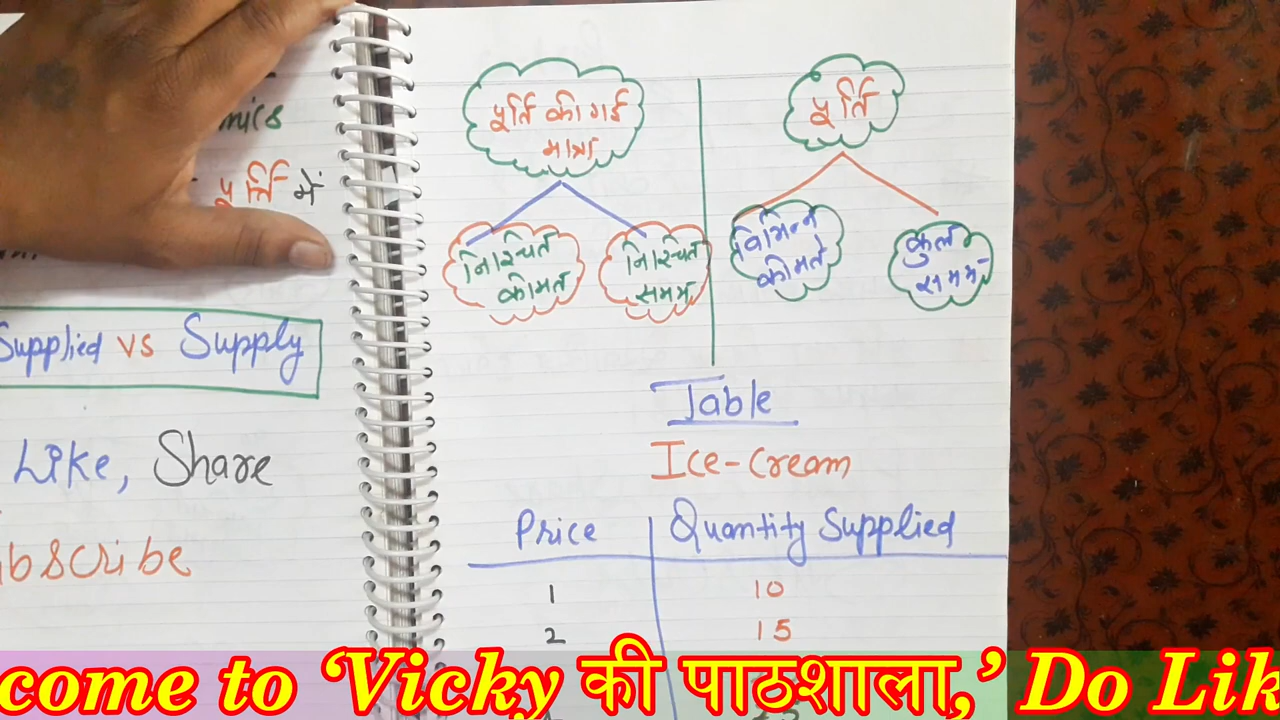 mics
पूर्ति में
Supplied vs Supply
Like, Share
bscribe
पूर्ति की गई
मात्रा
निश्चित
कीमत
निश्चित
समय
पूर्ति
विभिन्न
कीमतें
कुल
समय
Table
Ice-Cream
Price Quantity Supplied
1 10
2 15
come to ‘Vicky की पाठशाला,’ Do Lik